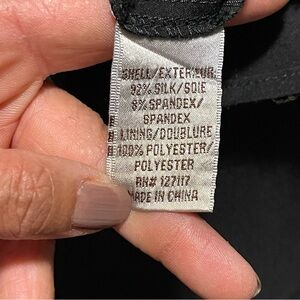 SHELL/EXTERIEUR
92% SILK/SOIE
8% SPANDEX/
SPANDEX
LINING/DOUBLURE
100% POLYESTER/
POLYESTER
RN# 127117
MADE IN CHINA